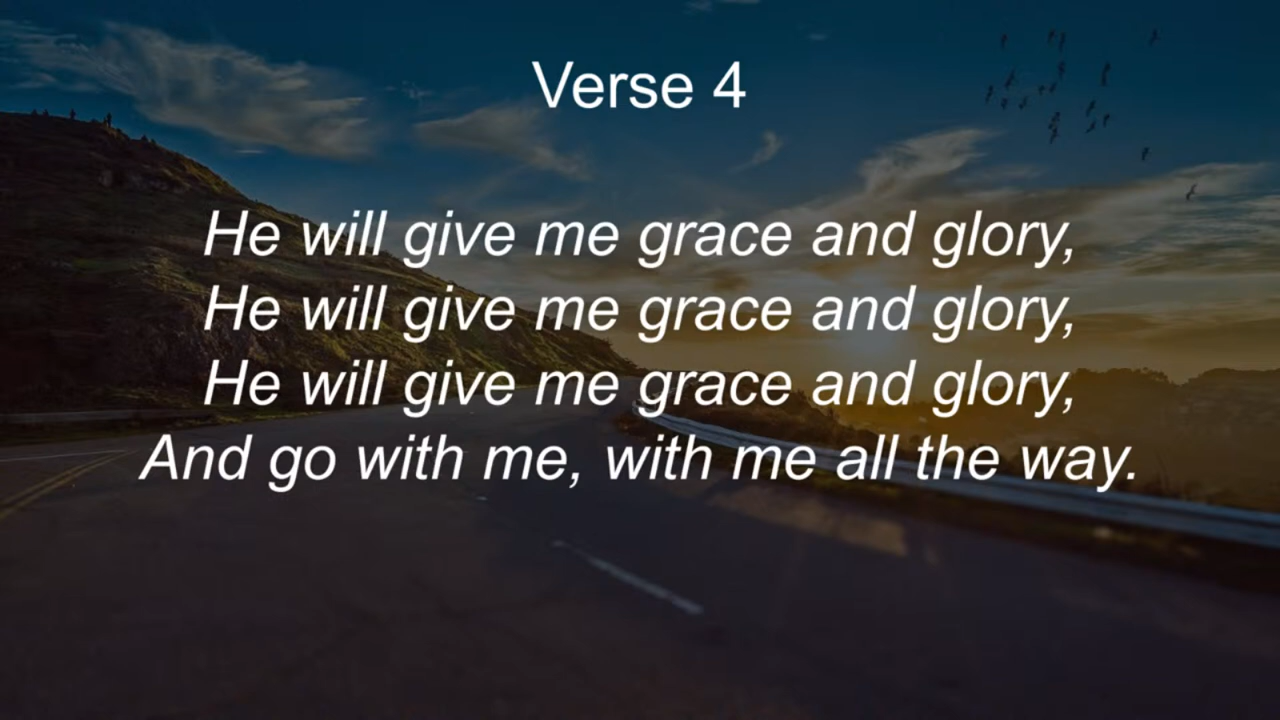 Verse 4
He will give me grace and glory,
He will give me grace and glory,
He will give me grace and glory,
And go with me, with me all the way.